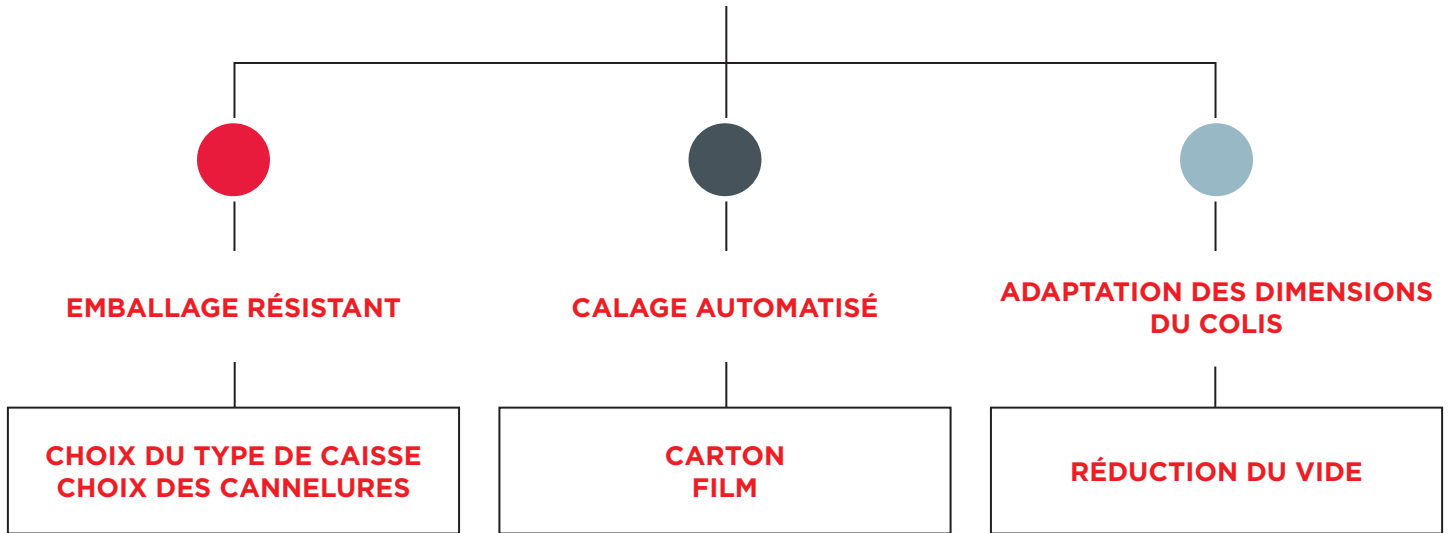 EMBALLAGE RÉSISTANT
CHOIX DU TYPE DE CAISSE
CHOIX DES CANNELURES
CALAGE AUTOMATISÉ
CARTON
FILM
ADAPTATION DES DIMENSIONS
DU COLIS
RÉDUCTION DU VIDE